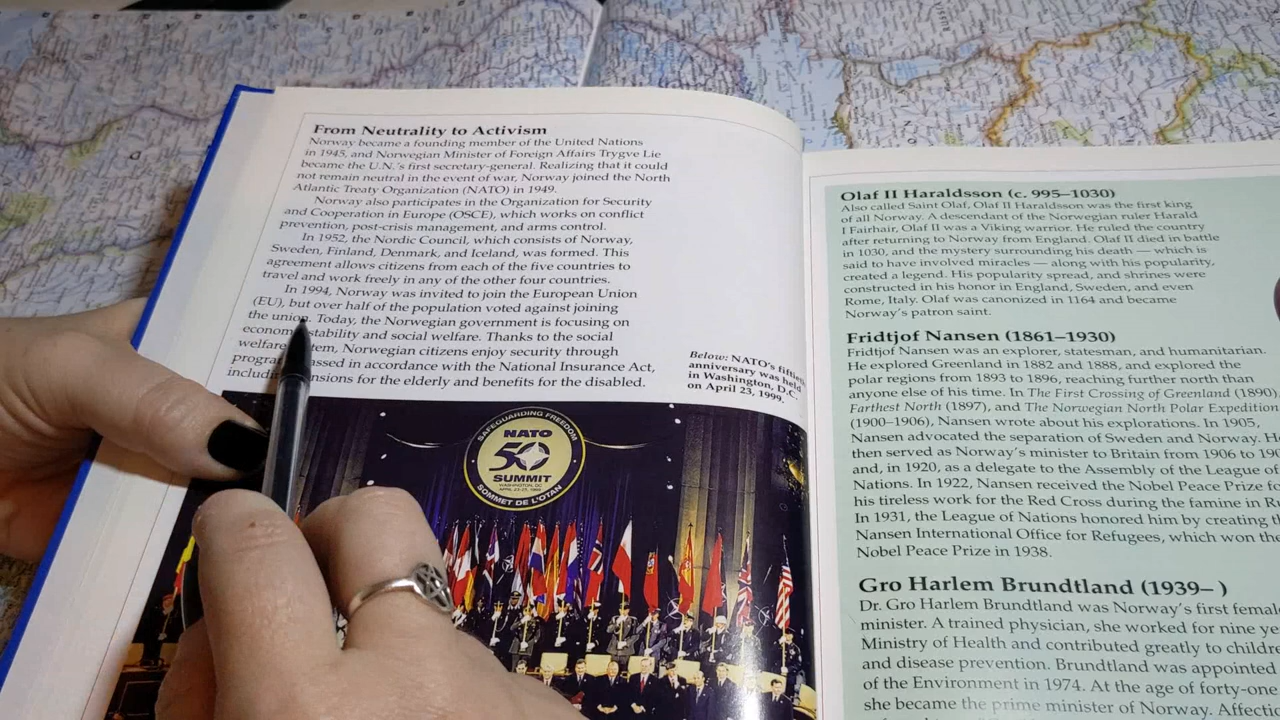 From Neutrality to Activism
Norway became a founding member of the United Nations
in 1945, and Norwegian Minister of Foreign Affairs Trygve Lie
became the U.N.'s first secretary-general. Realizing that it could
not remain neutral in the event of war, Norway joined the North
Atlantic Treaty Organization (NATO) in 1949.
Norway also participates in the Organization for Security
and Cooperation in Europe (OSCE), which works on conflict
prevention, post-crisis management, and arms control.
In 1952, the Nordic Council, which consists of Norway,
Sweden, Finland, Denmark, and Iceland, was formed. This
agreement allows citizens from each of the five countries to
travel and work freely in any of the other four countries.
In 1994, Norway was invited to join the European Union
(EU), but over half of the population voted against joining
the union. Today, the Norwegian government is focusing on
econom stability and social welfare. Thanks to the social
welfare tem, Norwegian citizens enjoy security through
progra assed in accordance with the National Insurance Act,
includi nsions for the elderly and benefits for the disabled.
Below: NATO's fiftie
anniversary was held
in Washington, D.C.
on April 23, 1999.
SAFEGUARDING FREEDOM
NATO
50
SUMMIT
WASHINGTON, DC
APRIL 23-25, 1999
SOMMET DE L'OTAN
Olaf II Haraldsson (c. 995–1030)
Also called Saint Olaf, Olaf II Haraldsson was the first king
of all Norway. A descendant of the Norwegian ruler Harald
I Fairhair, Olaf II was a Viking warrior. He ruled the country
after returning to Norway from England. Olaf II died in battle
in 1030, and the mystery surrounding his death — which is
said to have involved miracles — along with his popularity,
created a legend. His popularity spread, and shrines were
constructed in his honor in England, Sweden, and even
Rome, Italy. Olaf was canonized in 1164 and became
Norway's patron saint.
Fridtjof Nansen (1861–1930)
Fridtjof Nansen was an explorer, statesman, and humanitarian.
He explored Greenland in 1882 and 1888, and explored the
polar regions from 1893 to 1896, reaching further north than
anyone else of his time. In The First Crossing of Greenland (1890)
Farthest North (1897), and The Norwegian North Polar Expedition
(1900–1906), Nansen wrote about his explorations. In 1905,
Nansen advocated the separation of Sweden and Norway. H
then served as Norway's minister to Britain from 1906 to 190
and, in 1920, as delegate to the Assembly of the League of
Nations. In 1922, Nansen received the Nobel Peace Prize fo
his tireless work for the Red Cross during the famine in R
In 1931, the League of Nations honored him by creating t
Nansen International Office for Refugees, which won the
Nobel Peace Prize in 1938.
Gro Harlem Brundtland (1939– )
Dr. Gro Harlem Brundtland was Norway's first femal
minister. A trained physician, she worked for nine ye
Ministry of Health and contributed greatly to childre
and disease prevention. Brundtland was appointed
of the Environment in 1974. At the age of forty-one
she became the prime minister of Norway. Affectio